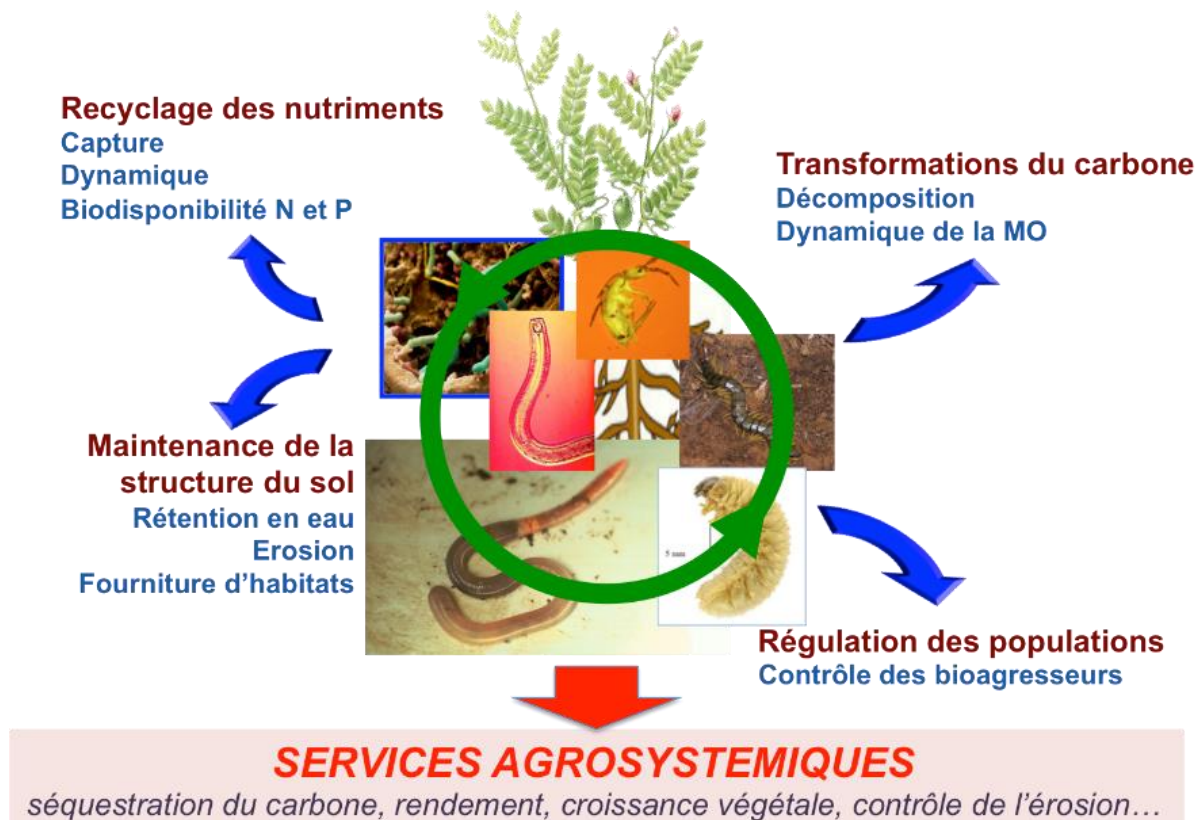 Recyclage des nutriments
Capture
Dynamique
Biodisponibilité N et P
Transformations du carbone
Décomposition
Dynamique de la MO
Maintenance de la
structure du sol
Rétention en eau
Erosion
Fourniture d'habitats
5 mm
Régulation des populations
Contrôle des bioagresseurs
SERVICES AGROSYSTEMIQUES
séquestration du carbone, rendement, croissance végétale, contrôle de l'érosion…